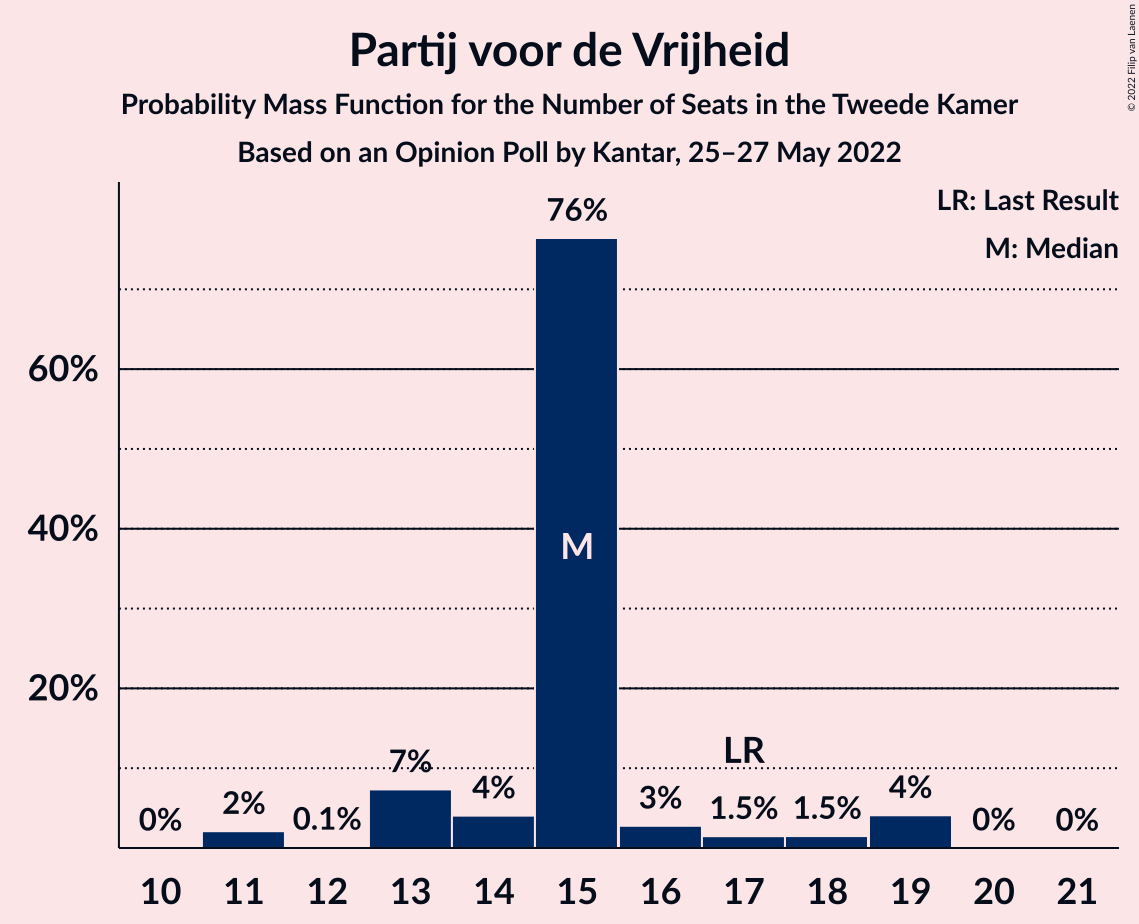 Partij voor de Vrijheid
Probability Mass Function for the Number of Seats in the Tweede Kamer
Based on an Opinion Poll by Kantar, 25–27 May 2022
© 2022 Filip van Laenen
LR: Last Result
M: Median
76%
60%
40%
M
20%
LR
7%
4%
4%
2%
3%
1.5%
1.5%
0%
0.1%
0%
0%
10 11 12 13 14 15 16 17 18 19 20 21